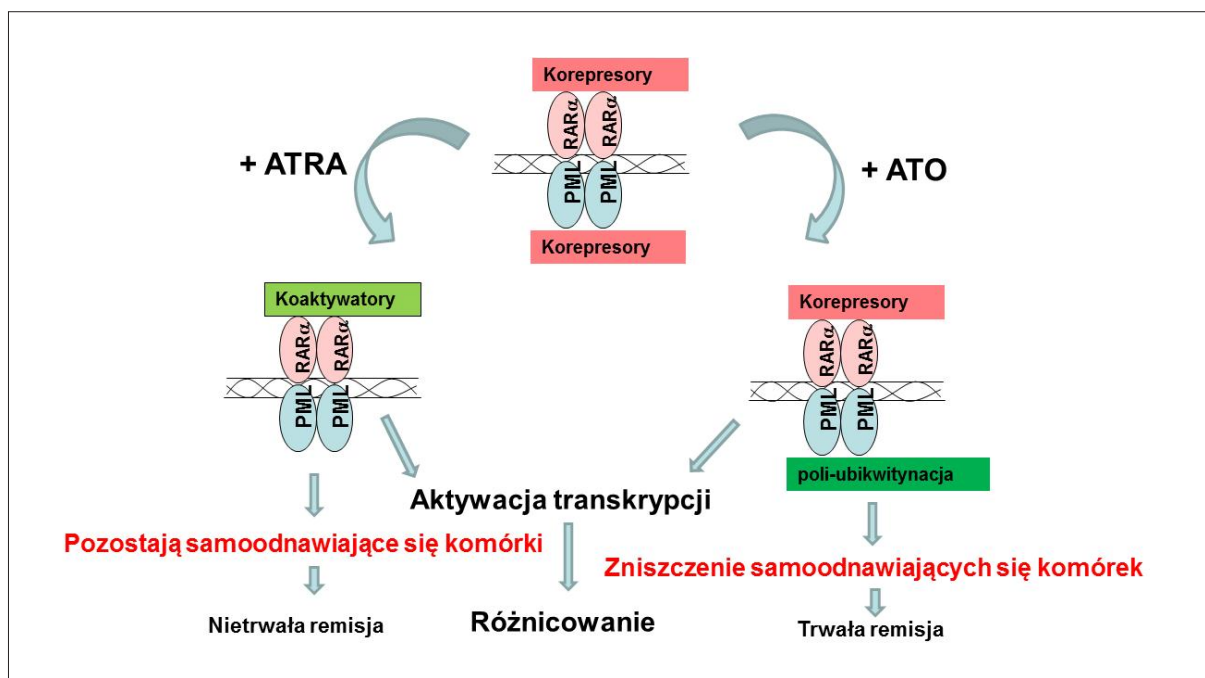 Korepresory
RARα RARα
+ ATRA
+ ATO
PML PML
Korepresory
Koaktywatory
RARα RARα
PML PML
Korepresory
RARα RARα
PML PML
poli-ubikwitynacja
Aktywacja transkrypcji
Pozostają samoodnawiające się komórki
Zniszczenie samoodnawiających się komórek
Nietrwała remisja
Różnicowanie
Trwała remisja